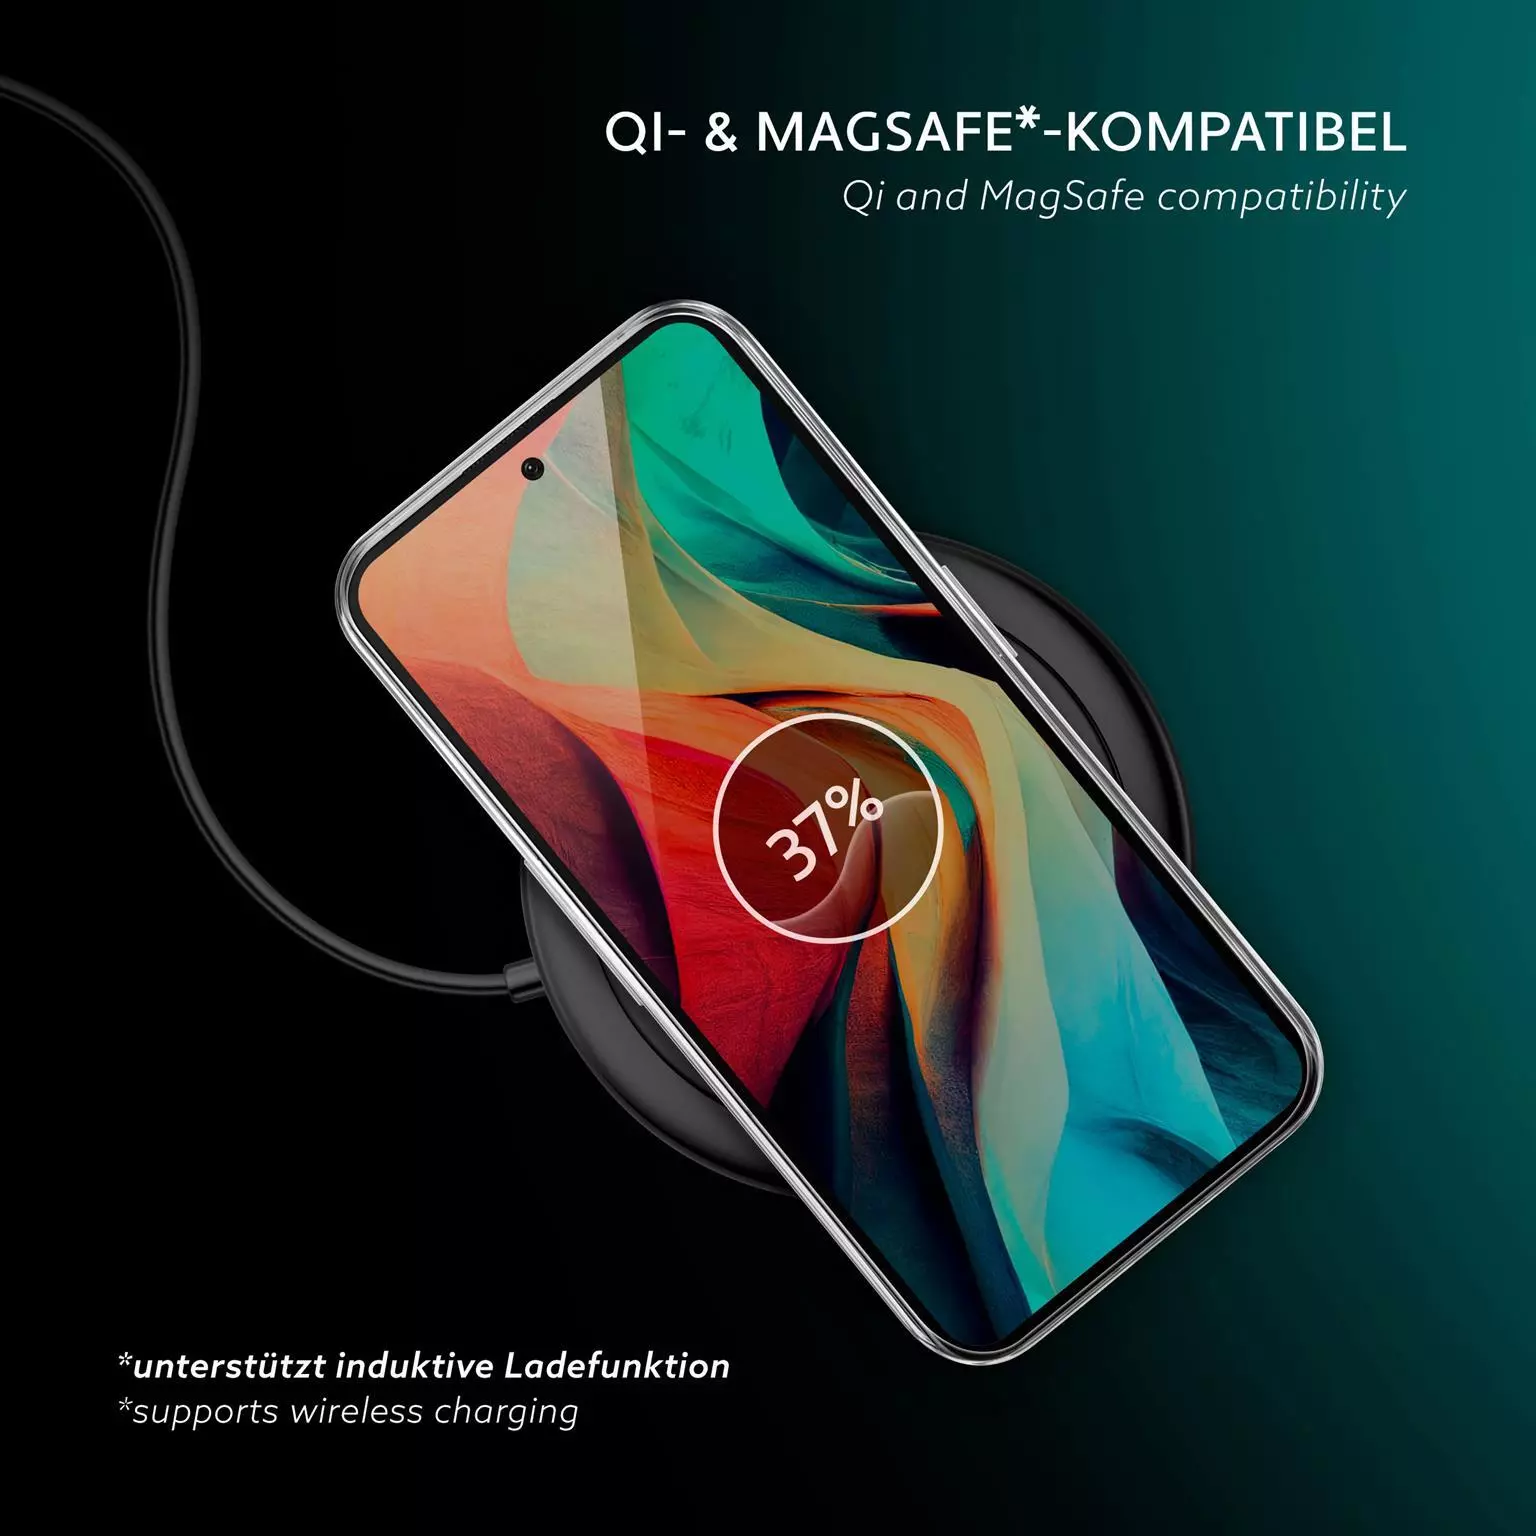 QI- & MAGSAFE*-KOMPATIBEL
Qi and MagSafe compatibility
37%
*unterstützt induktive Ladefunktion
*supports wireless charging